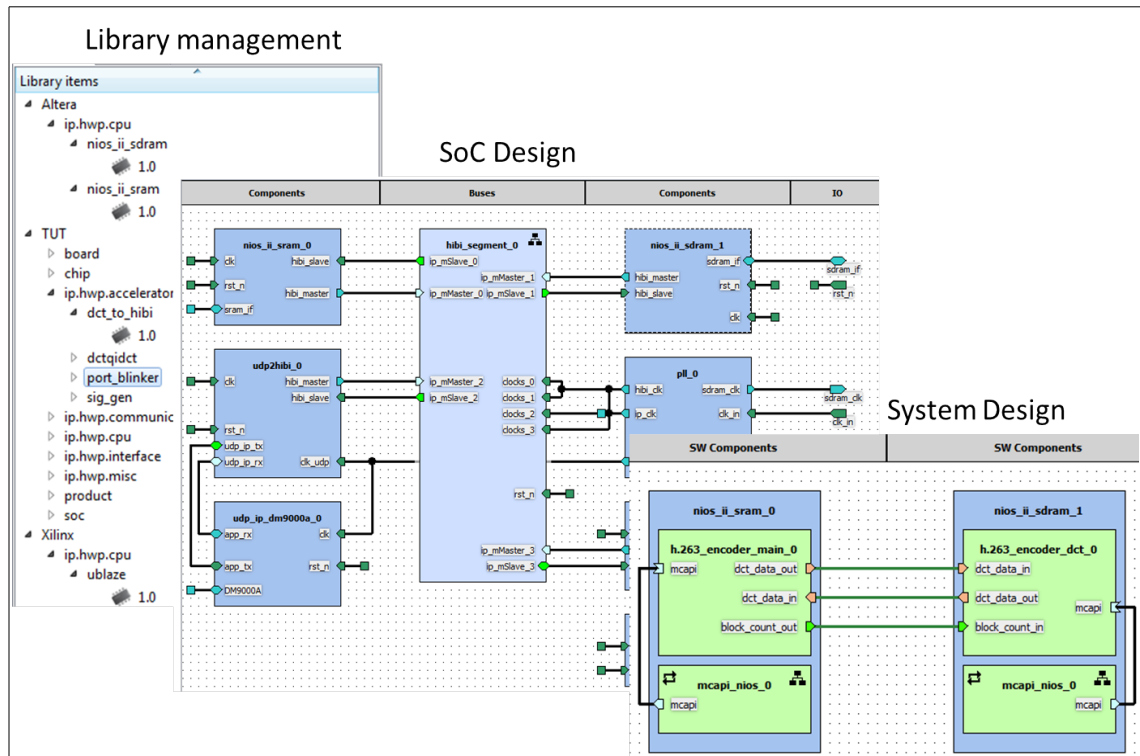 Library management
Library items
Altera
ip.hwp.cpu
nios_ii_sdram
1.0
nios_ii_sram
1.0
TUT
board
chip
ip.hwp.accelerator
dct_to_hibi
1.0
dctqidct
port_blinker
sig_gen
ip.hwp.communic
ip.hwp.cpu
ip.hwp.interface
ip.hwp.misc
product
soc
Xilinx
ip.hwp.cpu
ublaze
1.0
SoC Design
Components Buses Components IO
nios_ii_sram_0
clk hibi_slave
rst_n
hibi_master
sram_if
udp2hibi_0
clk hibi_master
hibi_slave
rst_n
udp_ip_tx
udp_ip_rx clk_udp
udp_ip_dm9000a_0
app_rx clk
app_tx rst_n
DM9000A
hibi_segment_0
ip_mSlave_0
ip_mMaster_1
ip_mMaster_0 ip_mSlave_1
ip_mMaster_2 clocks_0
ip_mSlave_2 clocks_1
clocks_2
clocks_3
rst_n
ip_mMaster_3
ip_mSlave_3
nios_ii_sdram_1
sdram_if
hibi_master
rst_n
hibi_slave
clk
pll_0
hibi_clk sdram_clk
ip_clk clk_in
sdram_if
rst_n
sdram_clk
clk_in
System Design
SW Components SW Components
nios_ii_sram_0
h.263_encoder_main_0
mcapi dct_data_out
dct_data_in
block_count_out
mcapi_nios_0
mcapi
nios_ii_sdram_1
h.263_encoder_dct_0
dct_data_in
dct_data_out
mcapi
block_count_in
mcapi_nios_0
mcapi